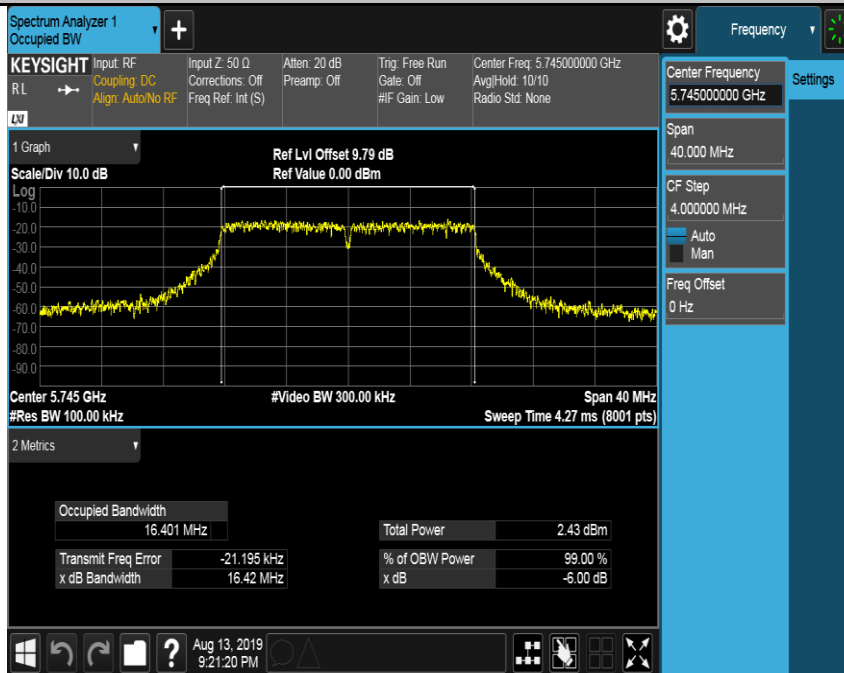 Spectrum Analyzer 1
Occupied BW
+
Frequency
KEYSIGHT
RL
LXI
Input: RF
Coupling: DC
Align: Auto/No RF
Input Z: 50 Ω
Corrections: Off
Freq Ref: Int (S)
Atten: 20 dB
Preamp: Off
Trig: Free Run
Gate: Off
#IF Gain: Low
Center Freq: 5.745000000 GHz
Avg|Hold: 10/10
Radio Std: None
Center Frequency
5.745000000 GHz
Settings
Span
40.000 MHz
CF Step
4.000000 MHz
Auto
Man
Freq Offset
0 Hz
1 Graph
Scale/Div 10.0 dB
Ref Lvl Offset 9.79 dB
Ref Value 0.00 dBm
Log
-10.0
-20.0
-30.0
-40.0
-50.0
-60.0
-70.0
-80.0
-90.0
Center 5.745 GHz
#Video BW 300.00 kHz
Span 40 MHz
#Res BW 100.00 kHz
Sweep Time 4.27 ms (8001 pts)
2 Metrics
Occupied Bandwidth
16.401 MHz
Total Power 2.43 dBm
Transmit Freq Error -21.195 kHz
% of OBW Power 99.00 %
x dB Bandwidth 16.42 MHz
x dB -6.00 dB
?
Aug 13, 2019
9:21:20 PM